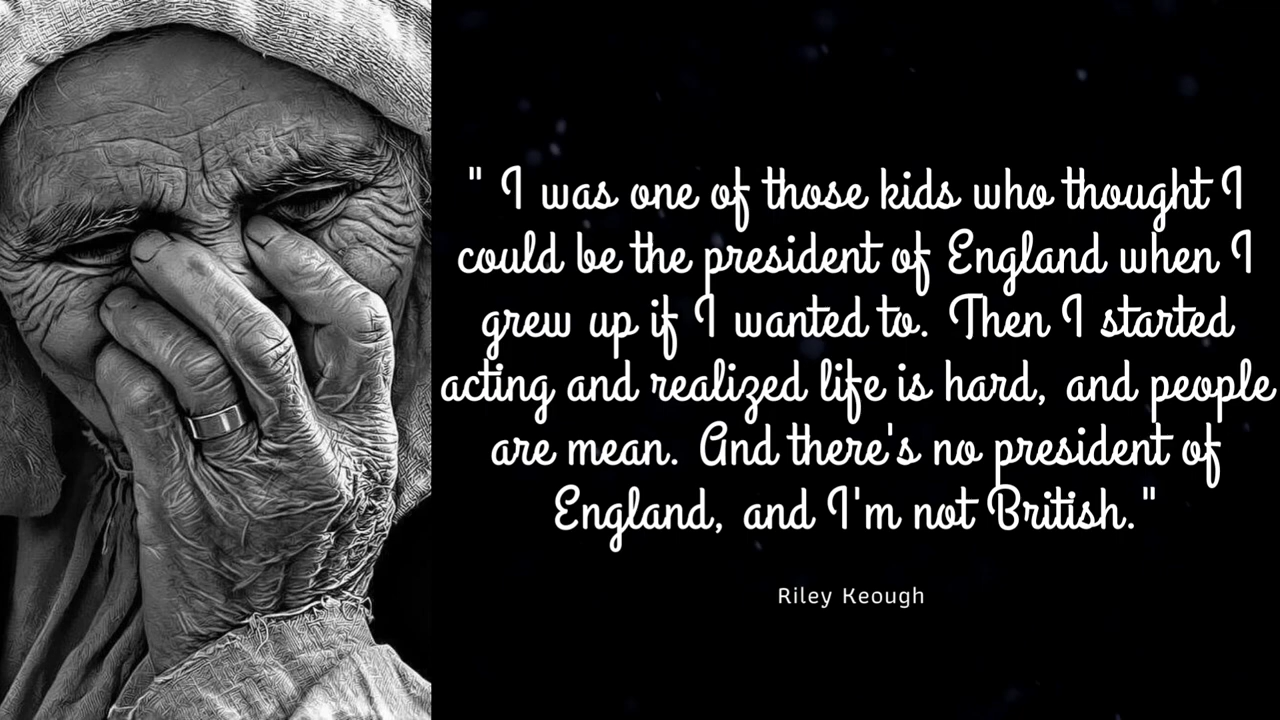 " I was one of those kids who thought I
could be the president of England when I
grew up if I wanted to. Then I started
acting and realized life is hard, and people
are mean. And there's no president of
England, and I'm not British."
Riley Keough